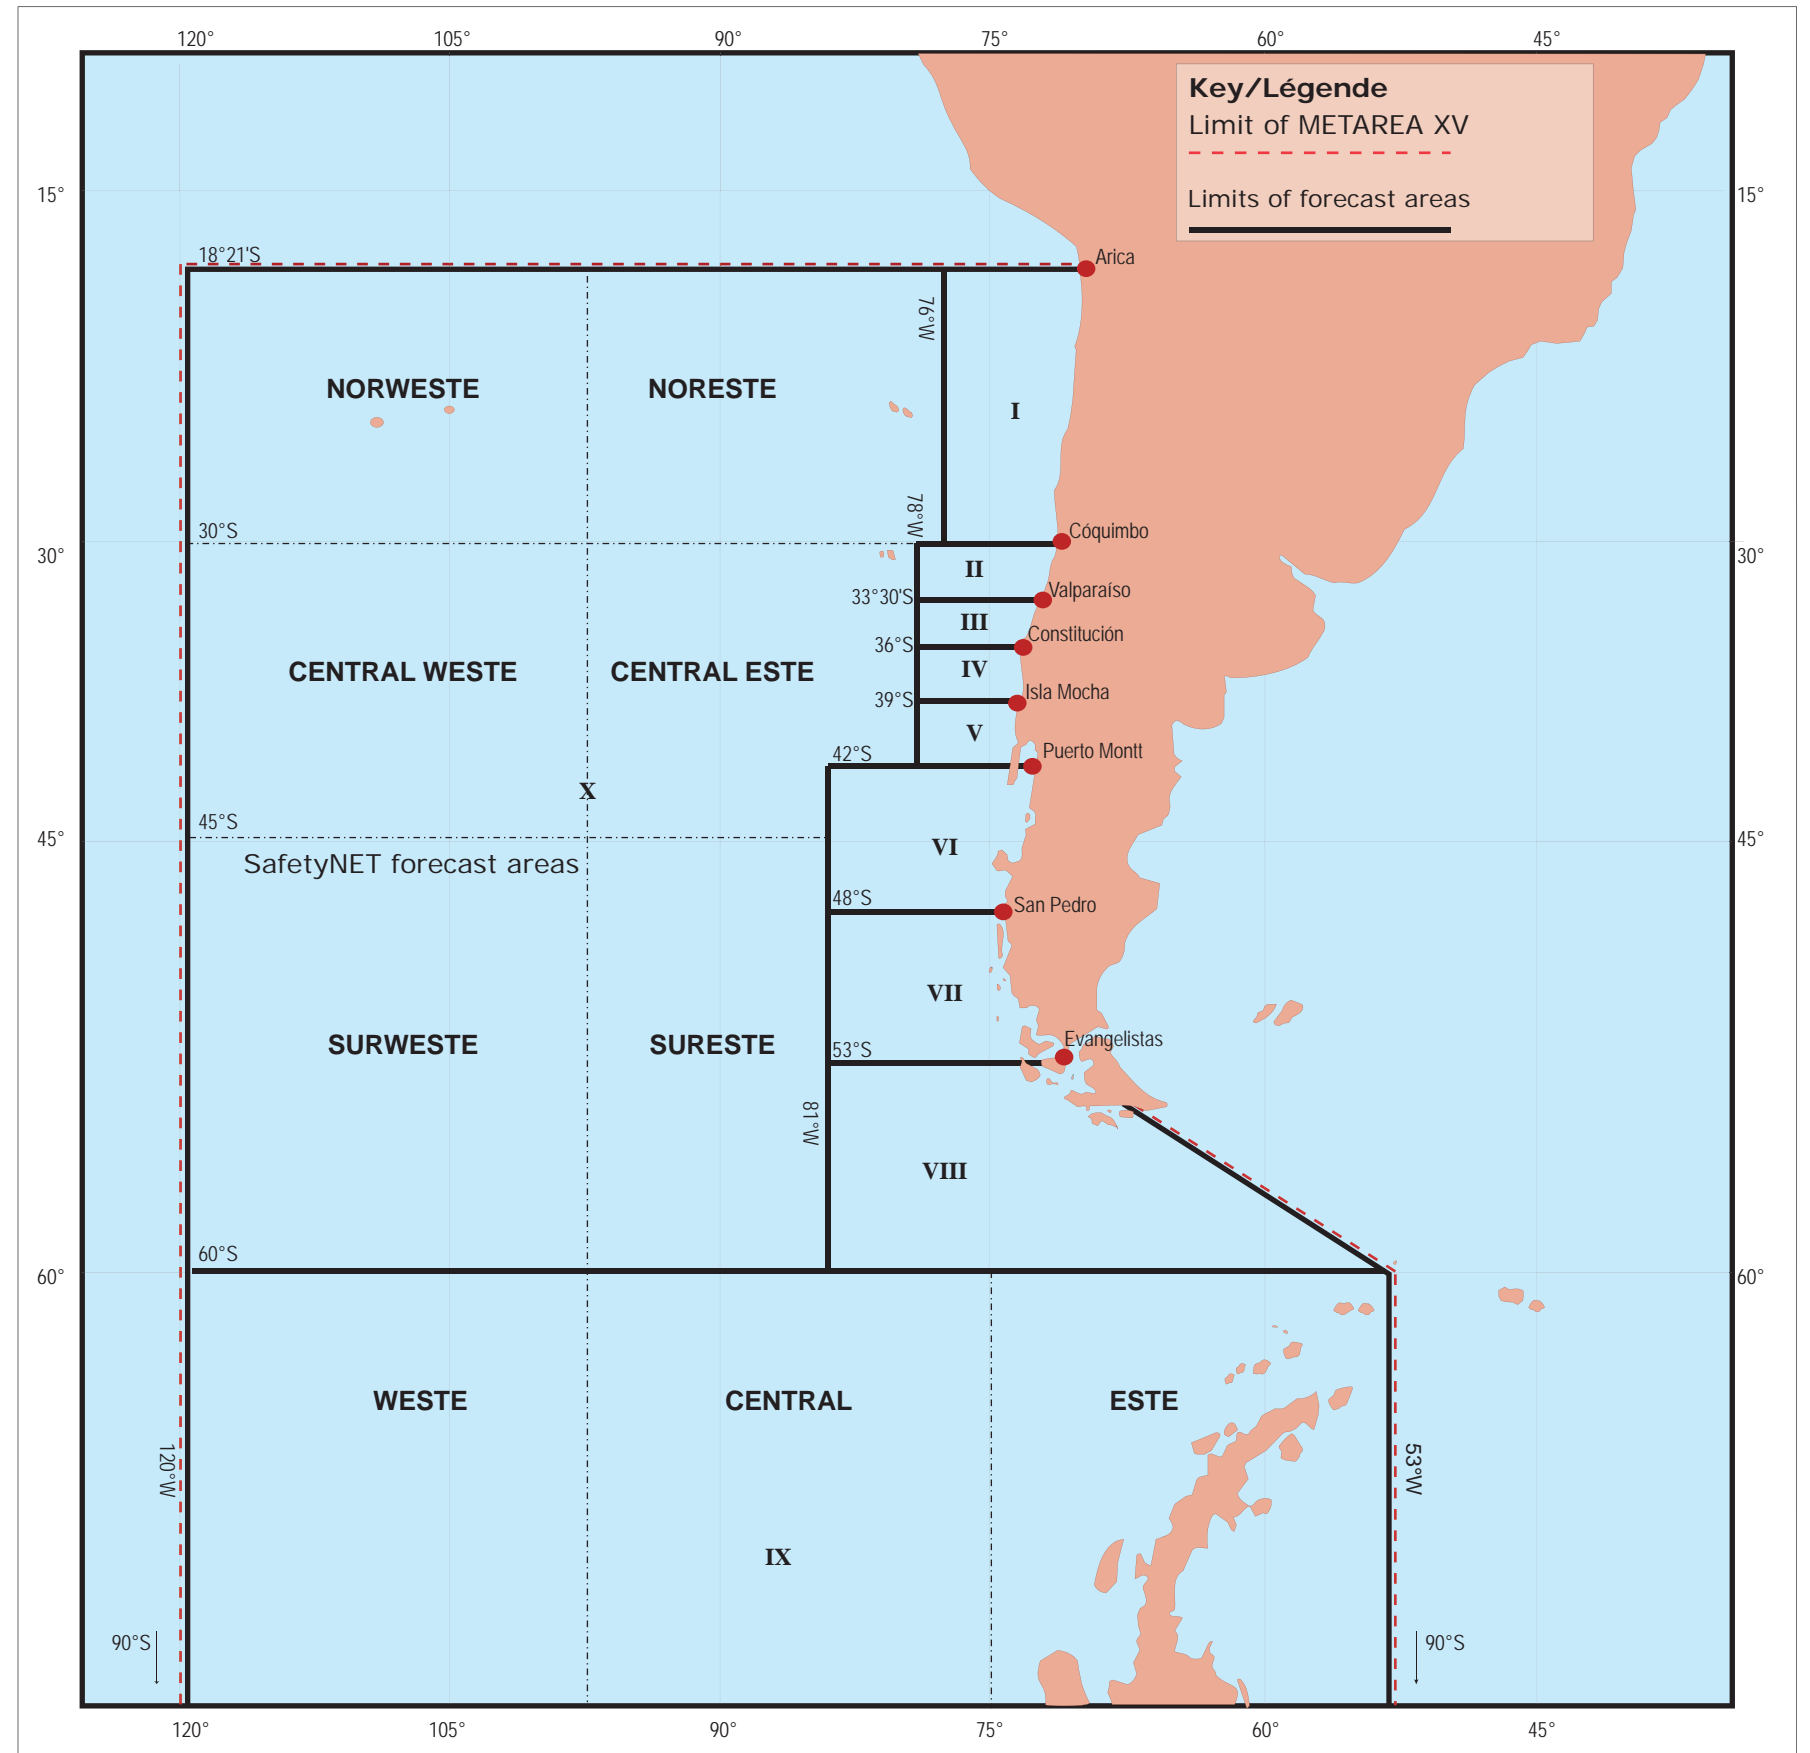 120°
105°
90°
75°
60°
45°
Key/Légende
Limit of METAREA XV
Limits of forecast areas
15°
15°
18°21'S
Arica
76°W
NORWESTE
NORESTE
I
78°W
30°S
Cóquimbo
30°
30°
II
33°30'S
Valparaíso
III
36°S
Constitución
CENTRAL WESTE
CENTRAL ESTE
IV
39°S
Isla Mocha
V
42°S
Puerto Montt
X
45°S
45°
45°
VI
SafetyNET forecast areas
48°S
San Pedro
VII
SURWESTE
SURESTE
53°S
Evangelistas
81°W
VIII
60°S
60°
60°
WESTE
CENTRAL
ESTE
120°W
53°W
IX
90°S
90°S
120°
105°
90°
75°
60°
45°